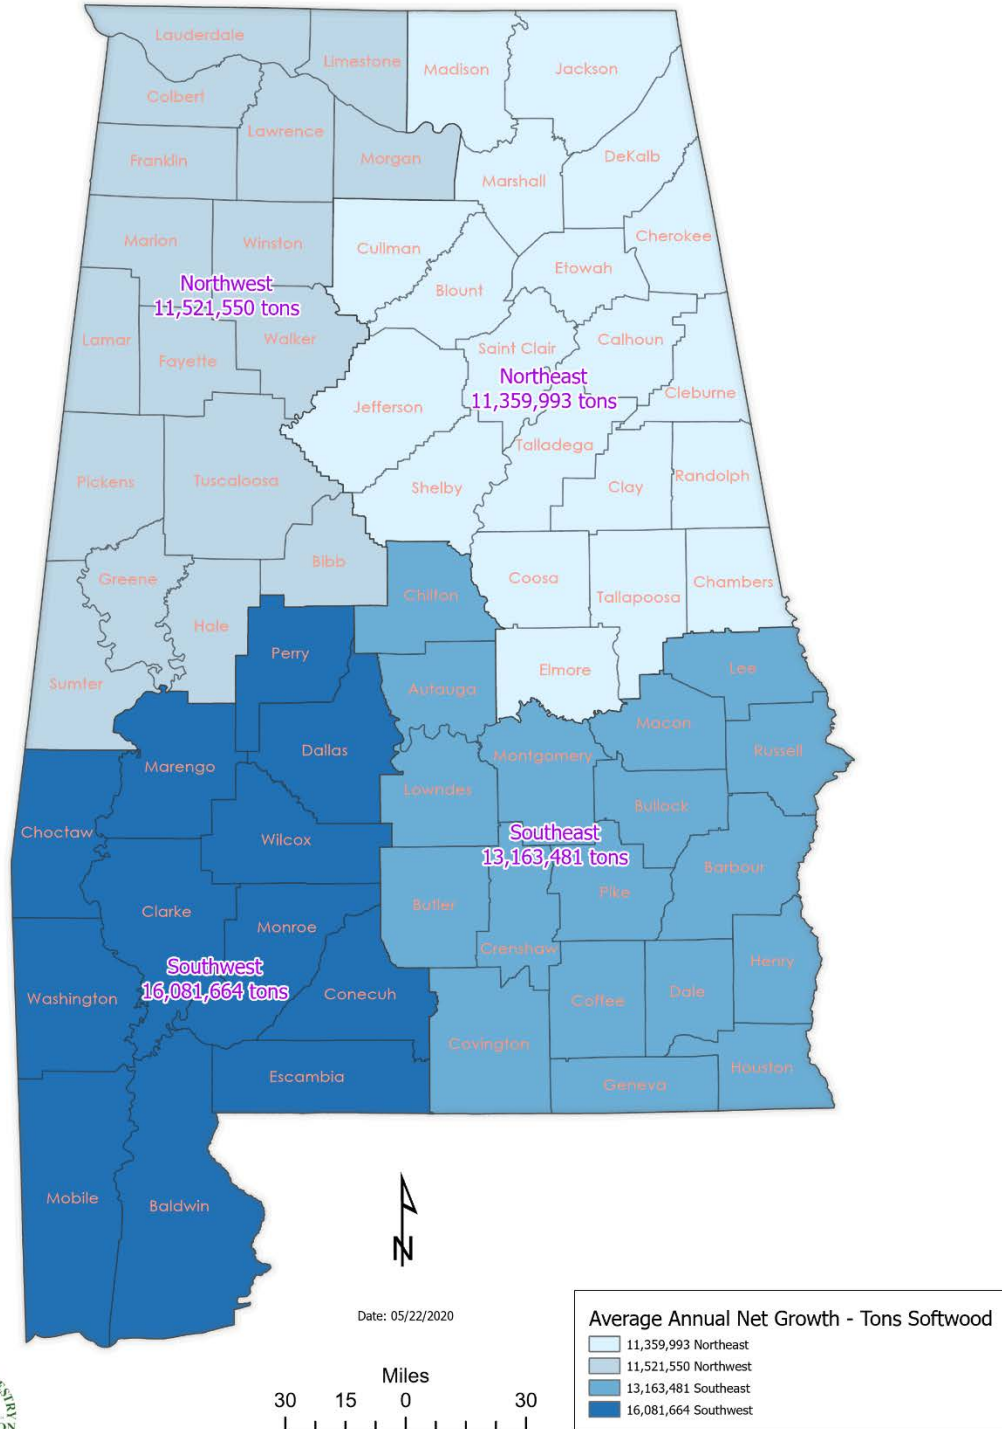 Lauderdale
Limestone
Madison
Jackson
Colbert
Lawrence
Franklin
Morgan
DeKalb
Marshall
Marion
Winston
Cullman
Cherokee
Etowah
Blount
Northwest
11,521,550 tons
Lamar
Walker
Fayette
Saint Clair
Calhoun
Northeast
11,359,993 tons
Cleburne
Jefferson
Talladega
Pickens
Tuscaloosa
Shelby
Clay
Randolph
Bibb
Greene
Coosa
Chambers
Chilton
Tallapoosa
Hale
Perry
Elmore
Lee
Sumter
Autauga
Macon
Dallas
Montgomery
Russell
Marengo
Lowndes
Bullock
Choctaw
Wilcox
Southeast
13,163,481 tons
Barbour
Pike
Butler
Clarke
Monroe
Crenshaw
Henry
Southwest
16,081,664 tons
Washington
Conecuh
Coffee
Dale
Covington
Escambia
Houston
Geneva
Mobile
Baldwin
N
Date: 05/22/2020
Average Annual Net Growth - Tons Softwood
11,359,993 Northeast
11,521,550 Northwest
13,163,481 Southeast
16,081,664 Southwest
Miles
30 15 0 30